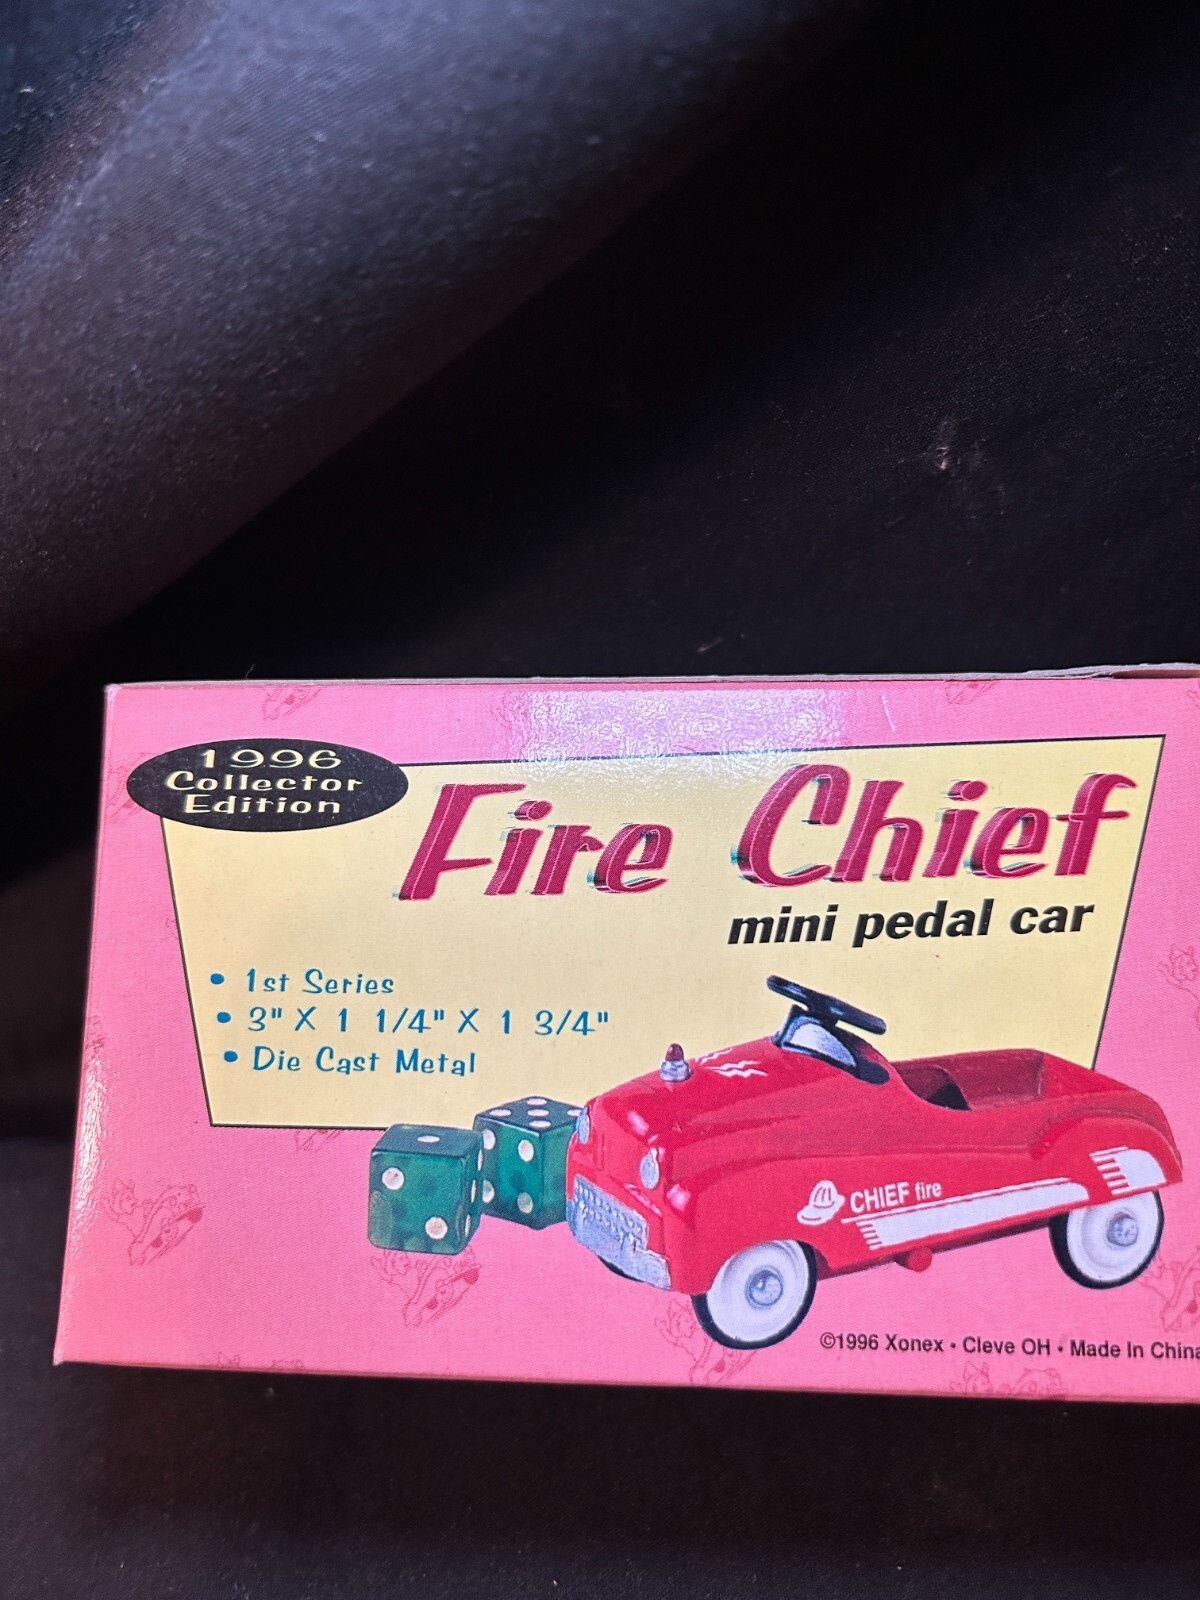 1996
Collector
Edition
Fire Chief
mini pedal car
• 1st Series
• 3" X 1 1/4" X 1 3/4"
• Die Cast Metal
CHIEF fire
©1996 Xonex • Cleve OH • Made In China